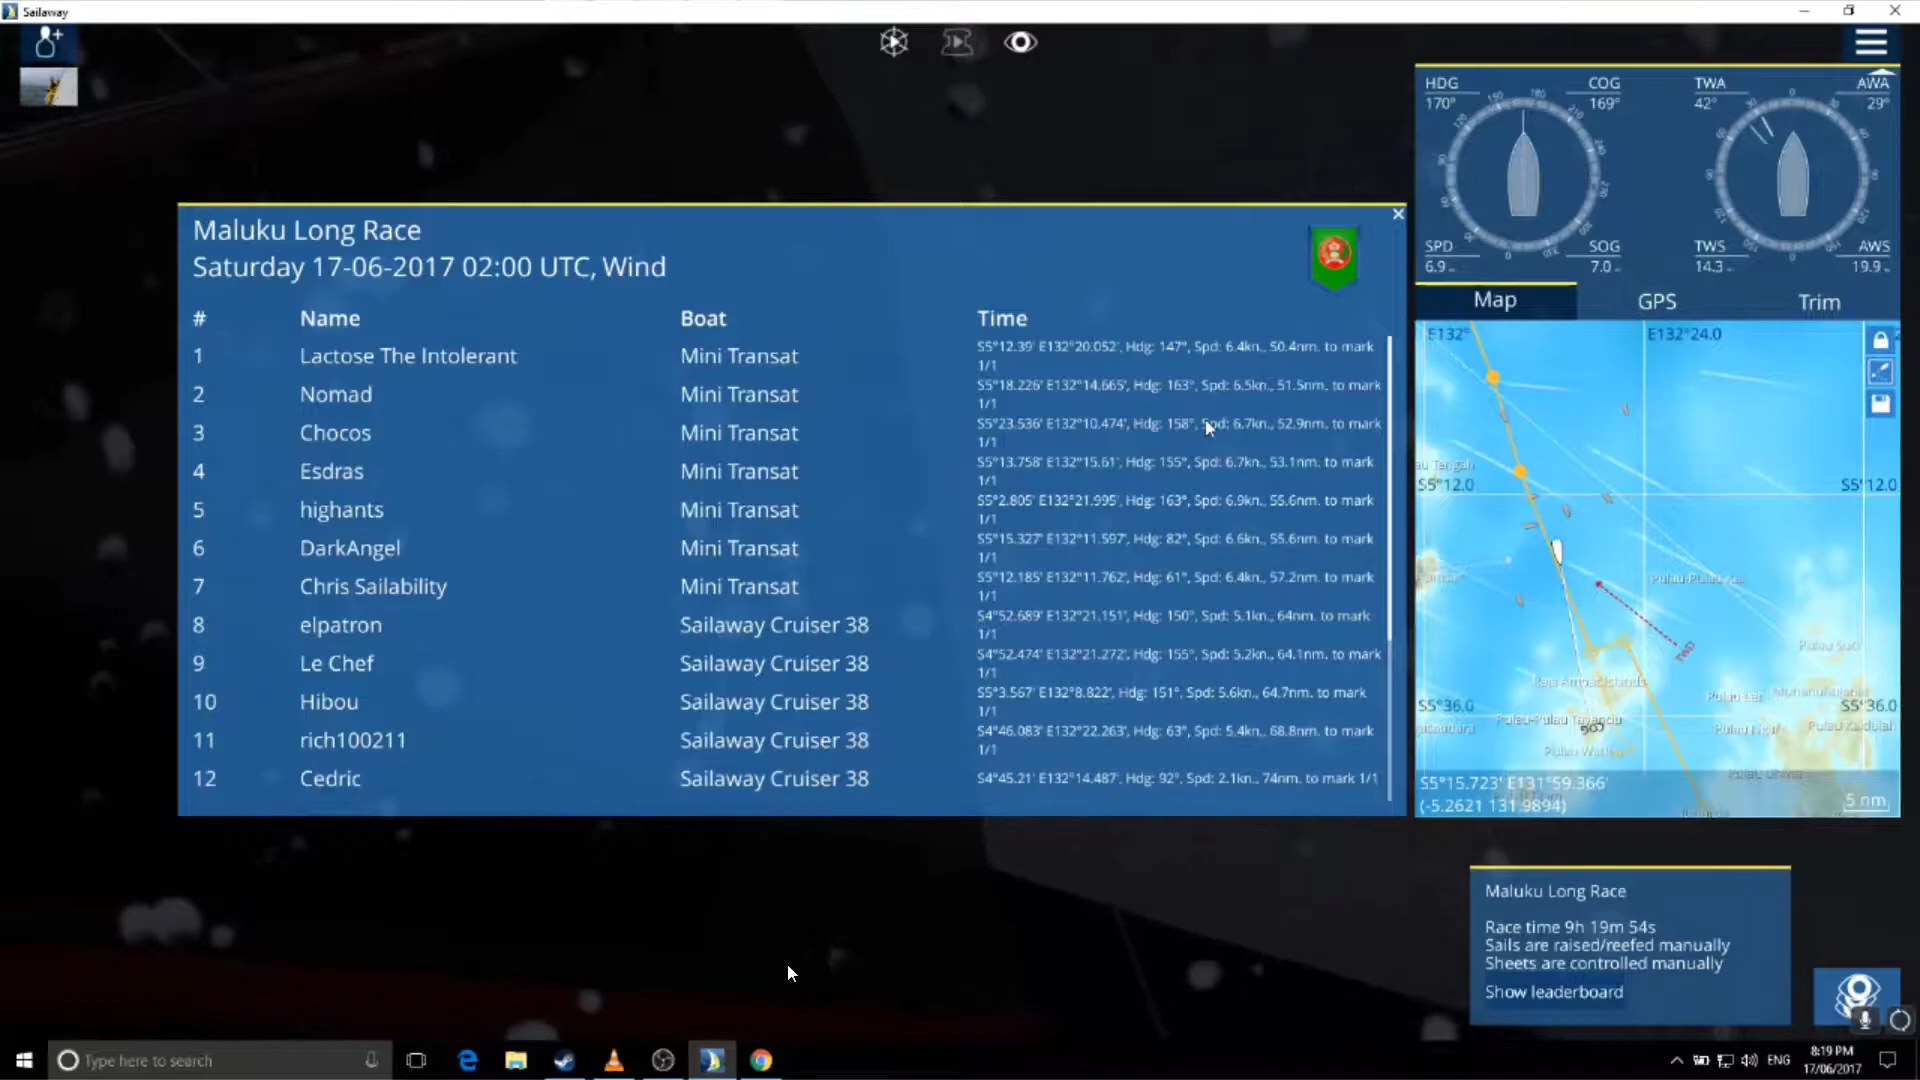 Sailaway
HDG
170°
COG
169°
TWA
42°
AWA
29°
SPD
6.9
SOG
7.0
TWS
14.3
AWS
19.9
Map
GPS
Trim
Maluku Long Race
Saturday 17-06-2017 02:00 UTC, Wind
# Name Boat Time
1 Lactose The Intolerant Mini Transat S5°12.39' E132°20.052', Hdg: 147°, Spd: 6.4kn., 50.4nm. to mark
1/1
2 Nomad Mini Transat S5°18.226' E132°14.665', Hdg: 163°, Spd: 6.5kn., 51.5nm. to mark
1/1
3 Chocos Mini Transat S5°23.536' E132°10.474', Hdg: 158°, Spd: 6.7kn., 52.9nm. to mark
1/1
4 Esdras Mini Transat S5°13.758' E132°15.61', Hdg: 155°, Spd: 6.7kn., 53.1nm. to mark
1/1
5 highants Mini Transat S5°2.805' E132°21.995', Hdg: 163°, Spd: 6.9kn., 55.6nm. to mark
1/1
6 DarkAngel Mini Transat S5°15.327' E132°11.597', Hdg: 82°, Spd: 6.6kn., 55.6nm. to mark
1/1
7 Chris Sailability Mini Transat S5°12.185' E132°11.762', Hdg: 61°, Spd: 6.4kn., 57.2nm. to mark
1/1
8 elpatron Sailaway Cruiser 38 S4°52.689' E132°21.151', Hdg: 150°, Spd: 5.1kn., 64nm. to mark
1/1
9 Le Chef Sailaway Cruiser 38 S4°52.474' E132°21.272', Hdg: 155°, Spd: 5.2kn., 64.1nm. to mark
1/1
10 Hibou Sailaway Cruiser 38 S5°3.567' E132°8.822', Hdg: 151°, Spd: 5.6kn., 64.7nm. to mark
1/1
11 rich100211 Sailaway Cruiser 38 S4°46.083' E132°22.263', Hdg: 63°, Spd: 5.4kn., 68.8nm. to mark
1/1
12 Cedric Sailaway Cruiser 38 S4°45.21' E132°14.487', Hdg: 92°, Spd: 2.1kn., 74nm. to mark 1/1
E132° E132°24.0
S5°12.0 S5°12.0
TWD
Raja Ampat Islands
S5°36.0 S5°36.0
Pulau-Pulau Tayandu
COG
S5°15.723' E131°59.366'
(-5.2621 131.9894)
5 nm
Maluku Long Race
Race time 9h 19m 54s
Sails are raised/reefed manually
Sheets are controlled manually
Show leaderboard
Type here to search
ENG
8:19 PM
17/06/2017